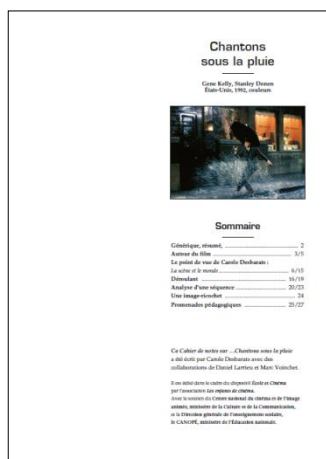 Chantons
sous la pluie
Gene Kelly, Stanley Donen
États-Unis, 1952, couleurs
Sommaire
Générique, résumé, ........ 2
Autour du film ........ 3/5
Le point de vue de Carole Desbarats :
La scène et le monde ........ 6/15
Déroulant ........ 16/19
Analyse d'une séquence ........ 20/23
Une image-ricochet ........ 24
Promenades pédagogiques ........ 25/27
Ce Cahier de notes sur ...Chantons sous la pluie
a été écrit par Carole Desbarats avec des
collaborations de Daniel Larrieu et Marc Voinchet.
Il est édité dans le cadre du dispositif École et Cinéma
par l'association Les enfants de cinéma.
Avec le soutien du Centre national du cinéma et de l'image
animée, ministère de la Culture et de la Communication,
et la Direction générale de l'enseignement scolaire,
le CANOPÉ, ministère de l'Éducation nationale.